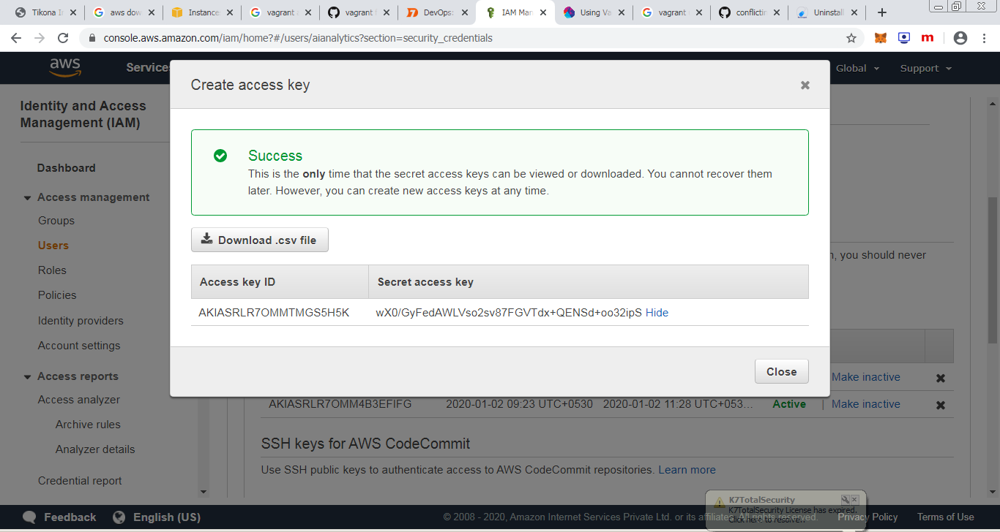 Tikona In
aws dow
Instances
vagrant a
vagrant f
DevOps:
IAM Man
Using Va
vagrant
conflictin
Uninstall
console.aws.amazon.com/iam/home?#/users/aianalytics?section=security_credentials
aws
Services
Global
Support
Identity and Access
Management (IAM)
Dashboard
Access management
Groups
Users
Roles
Policies
Identity providers
Account settings
Access reports
Access analyzer
Archive rules
Analyzer details
Credential report
Create access key
Success
This is the only time that the secret access keys can be viewed or downloaded. You cannot recover them
later. However, you can create new access keys at any time.
Download .csv file
Access key ID Secret access key
AKIASRLR7OMMTMGS5H5K wX0/GyFedAWLVso2sv87FGVTdx+QENSd+oo32ipS Hide
Close
n, you should never
Make inactive
AKIASRLR7OMM4B3EFIFG 2020-01-02 09:23 UTC+0530 2020-01-02 11:28 UTC+053... Active | Make inactive
SSH keys for AWS CodeCommit
Use SSH public keys to authenticate access to AWS CodeCommit repositories. Learn more
K7TotalSecurity
K7TotalSecurity License has expired.
Click here to resolve.
Feedback
English (US)
© 2008 - 2020, Amazon Internet Services Private Ltd. or its affiliates. All rights reserved.
Privacy Policy
Terms of Use